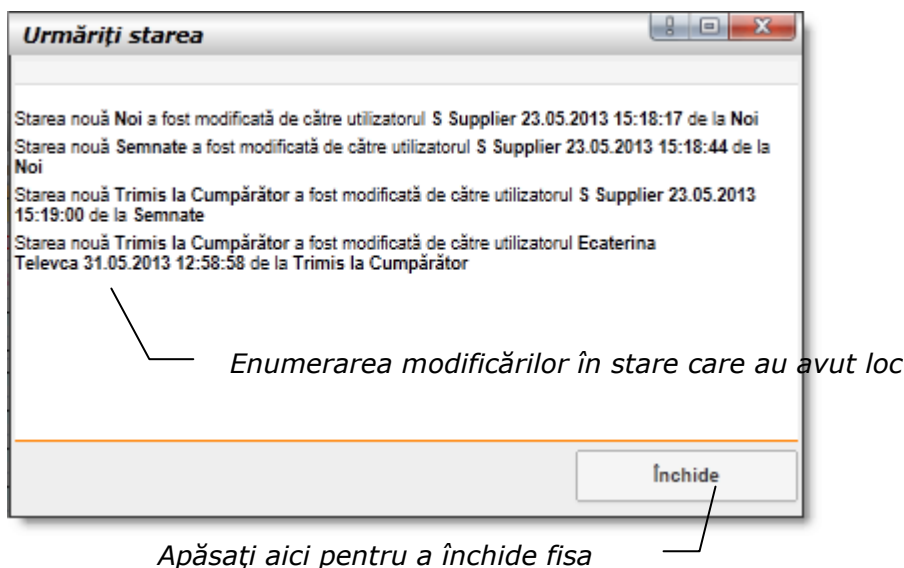 Urmăriți starea
Starea nouă Noi a fost modificată de către utilizatorul S Supplier 23.05.2013 15:18:17 de la Noi
Starea nouă Semnate a fost modificată de către utilizatorul S Supplier 23.05.2013 15:18:44 de la
Noi
Starea nouă Trimis la Cumpărător a fost modificată de către utilizatorul S Supplier 23.05.2013
15:19:00 de la Semnate
Starea nouă Trimis la Cumpărător a fost modificată de către utilizatorul Ecaterina
Televca 31.05.2013 12:58:58 de la Trimis la Cumpărător
Enumerarea modificărilor în stare care au avut loc
Închide
Apăsați aici pentru a închide fisa